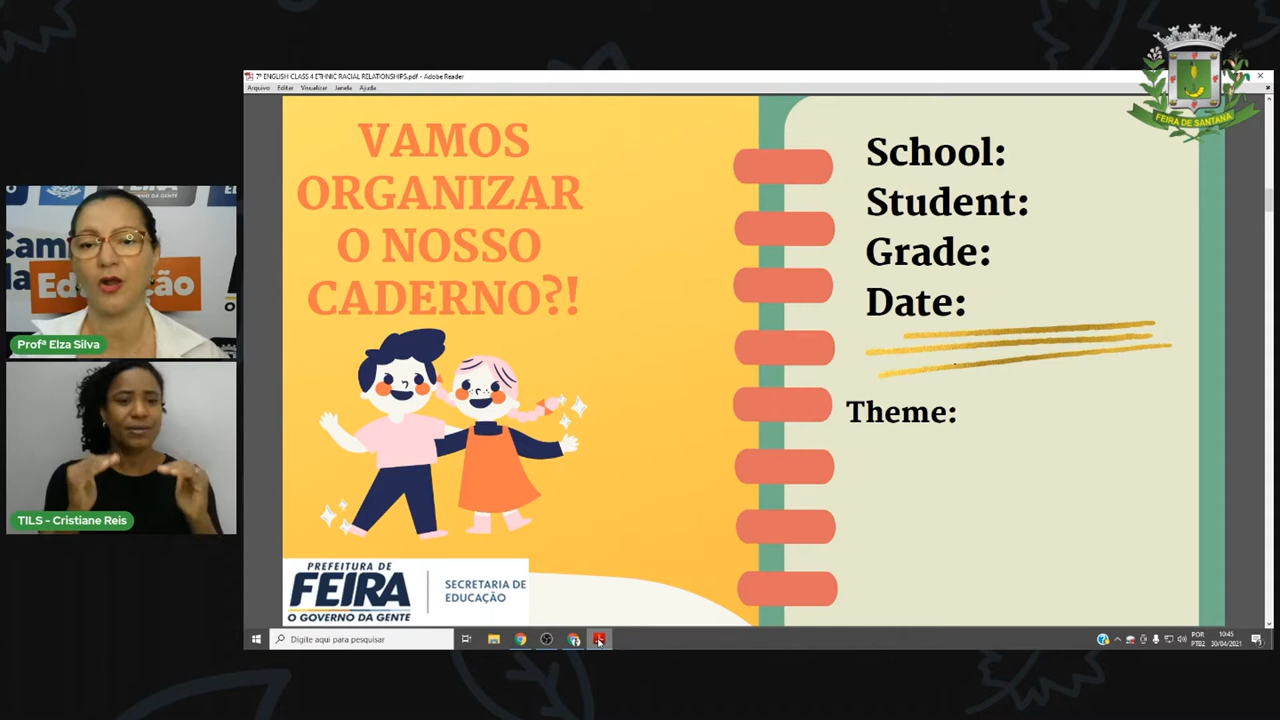 7º ENGLISH CLASS 4 ETHNIC RACIAL RELATIONSHIPS.pdf - Adobe Reader
Arquivo Editar Visualizar Janela Ajuda
FEIRA DE SANTANA
VAMOS
ORGANIZAR
O NOSSO
CADERNO?!
School:
Student:
Grade:
Date:
Theme:
Educação
Profª Elza Silva
TILS - Cristiane Reis
PREFEITURA DE
FEIRA
O GOVERNO DA GENTE
SECRETARIA DE
EDUCAÇÃO
Digite aqui para pesquisar
POR
PTB2
10:45
30/04/2021